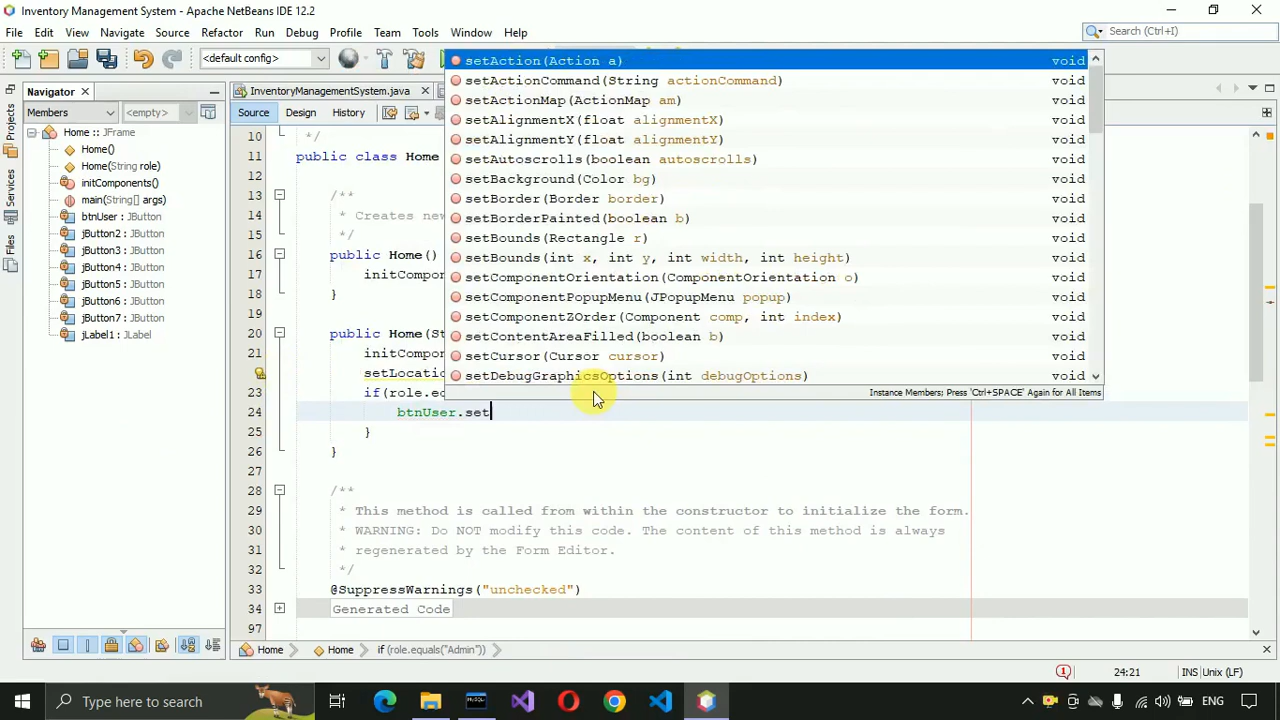 Inventory Management System - Apache NetBeans IDE 12.2
File Edit View Navigate Source Refactor Run Debug Profile Team Tools Window Help
Search (Ctrl+I)
<default config>
Navigator
InventoryManagementSystem.java
Members
<empty>
Source Design History
Home :: JFrame
Home()
Home(String role)
initComponents()
main(String[] args)
btnUser : JButton
jButton2 : JButton
jButton3 : JButton
jButton4 : JButton
jButton5 : JButton
jButton6 : JButton
jButton7 : JButton
jLabel1 : JLabel
Projects
Services
Files
setAction(Action a) void
setActionCommand(String actionCommand) void
setActionMap(ActionMap am) void
setAlignmentX(float alignmentX) void
setAlignmentY(float alignmentY) void
setAutoscrolls(boolean autoscrolls) void
setBackground(Color bg) void
setBorder(Border border) void
setBorderPainted(boolean b) void
setBounds(Rectangle r) void
setBounds(int x, int y, int width, int height) void
setComponentOrientation(ComponentOrientation o) void
setComponentPopupMenu(JPopupMenu popup) void
setComponentZOrder(Component comp, int index) void
setContentAreaFilled(boolean b) void
setCursor(Cursor cursor) void
setDebugGraphicsOptions(int debugOptions) void
Instance Members; Press 'Ctrl+SPACE' Again for All Items
10 */
11 public class Home
12
13 /**
14 * Creates new
15 */
16 public Home()
17 initCompon
18 }
19
20 public Home(St
21 initCompon
22 setLocatio
23 if(role.eq
24 btnUser.set
25 }
26 }
27
28 /**
29 * This method is called from within the constructor to initialize the form.
30 * WARNING: Do NOT modify this code. The content of this method is always
31 * regenerated by the Form Editor.
32 */
33 @SuppressWarnings("unchecked")
34 Generated Code
97
Home Home if (role.equals("Admin"))
1 24:21 INS Unix (LF)
Type here to search
ENG